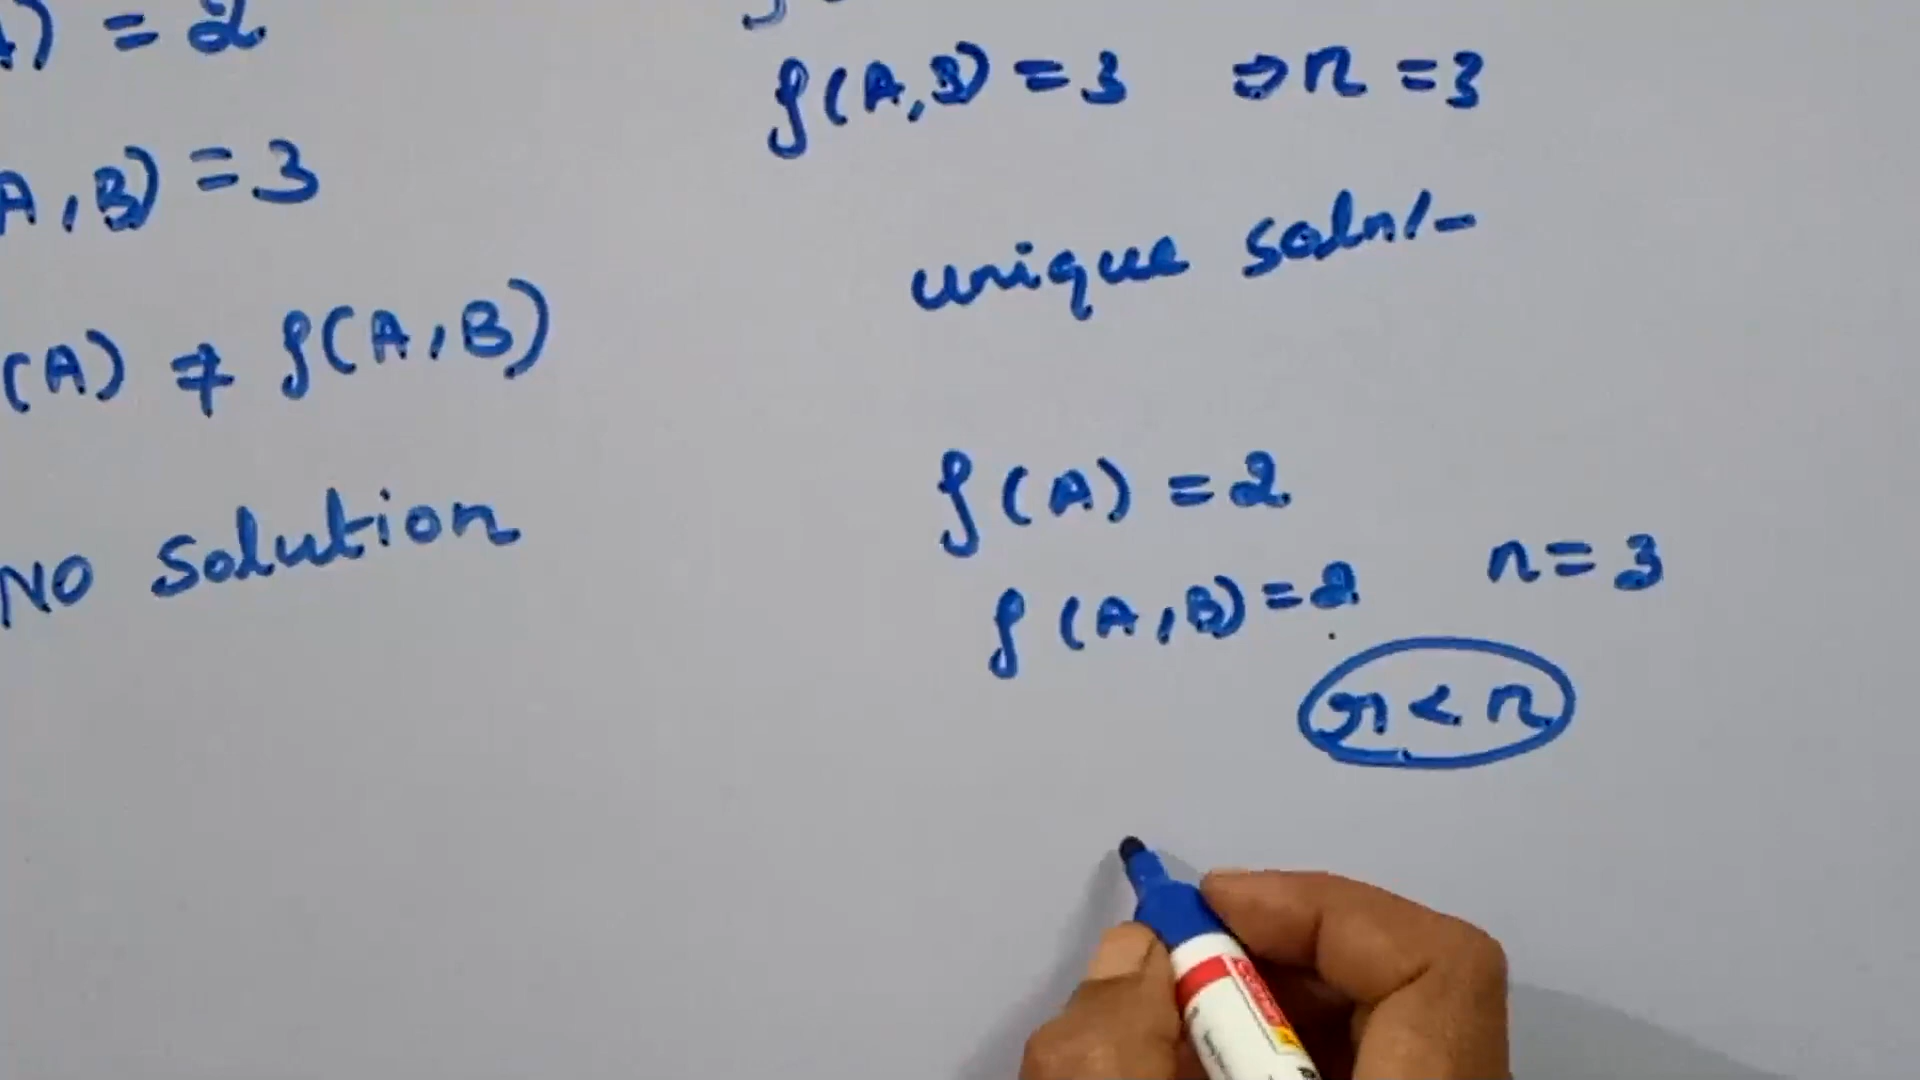 ) = 2
A, B) = 3
(A) ≠ ρ(A, B)
NO Solution
ρ(A, B) = 3 ⇒ n = 3
unique soln/-
ρ(A) = 2
ρ(A, B) = 2 n = 3
r < n